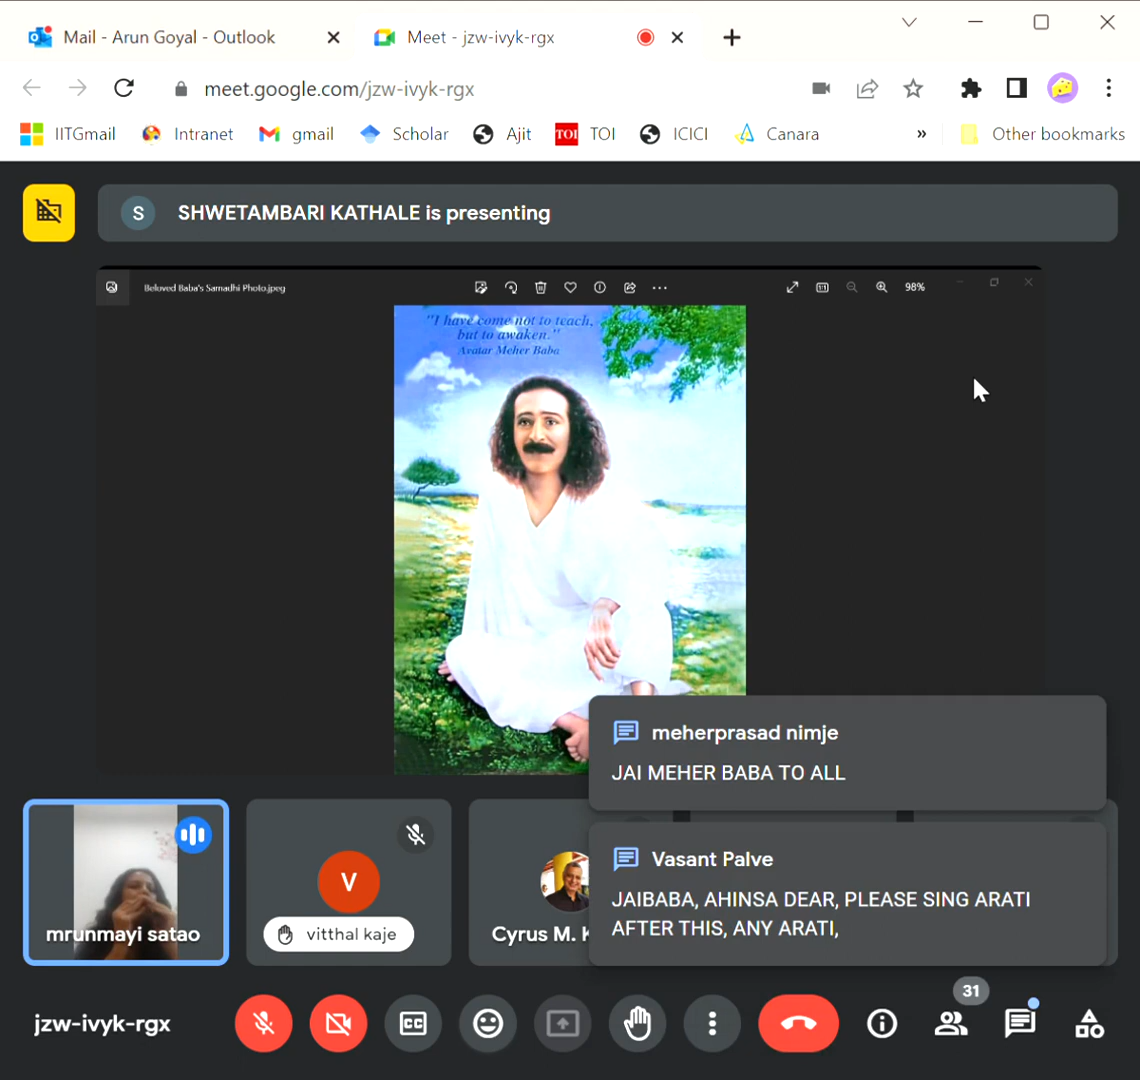 Mail - Arun Goyal - Outlook
Meet - jzw-ivyk-rgx
meet.google.com/jzw-ivyk-rgx
IITGmail Intranet gmail Scholar Ajit TOI TOI ICICI Canara » Other bookmarks
S SHWETAMBARI KATHALE is presenting
Beloved Baba's Samadhi Photo.jpeg
98%
"I have come not to teach,
but to awaken."
Avatar Meher Baba
meherprasad nimje
JAI MEHER BABA TO ALL
Vasant Palve
JAIBABA, AHINSA DEAR, PLEASE SING ARATI
AFTER THIS, ANY ARATI,
mrunmayi satao
V
vitthal kaje
Cyrus M.
31
jzw-ivyk-rgx
CC